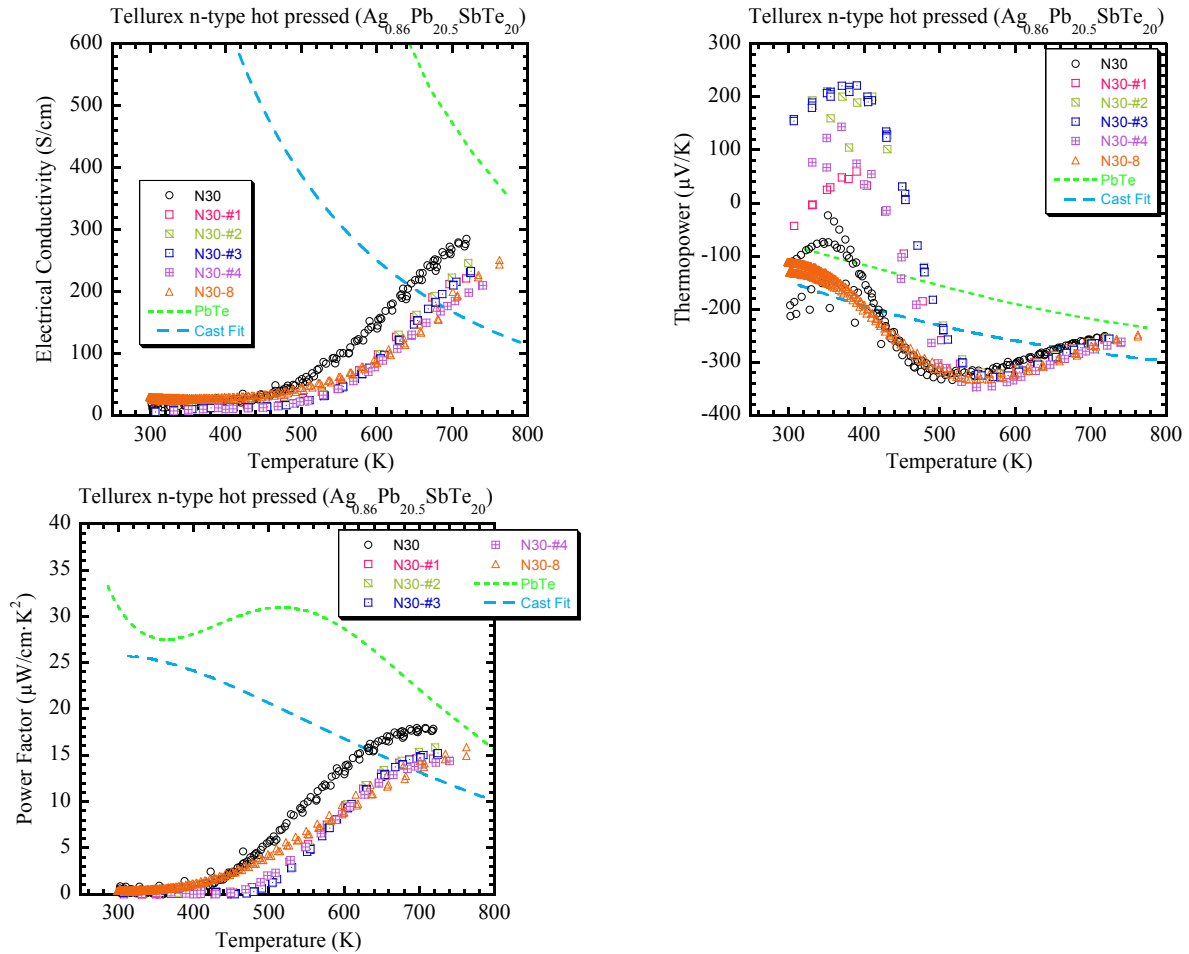 Tellurex n-type hot pressed (Ag0.86Pb20.5SbTe20)
600
500
400
300
200
100
0
Electrical Conductivity (S/cm)
N30
N30-#1
N30-#2
N30-#3
N30-#4
N30-8
PbTe
Cast Fit
300 400 500 600 700 800
Temperature (K)
Tellurex n-type hot pressed (Ag0.86Pb20.5SbTe20)
300
200
100
0
-100
-200
-300
-400
Thermopower (µV/K)
N30
N30-#1
N30-#2
N30-#3
N30-#4
N30-8
PbTe
Cast Fit
300 400 500 600 700 800
Temperature (K)
Tellurex n-type hot pressed (Ag0.86Pb20.5SbTe20)
40
35
30
25
20
15
10
5
0
Power Factor (µW/cm·K²)
N30
N30-#1
N30-#2
N30-#3
N30-#4
N30-8
PbTe
Cast Fit
300 400 500 600 700 800
Temperature (K)